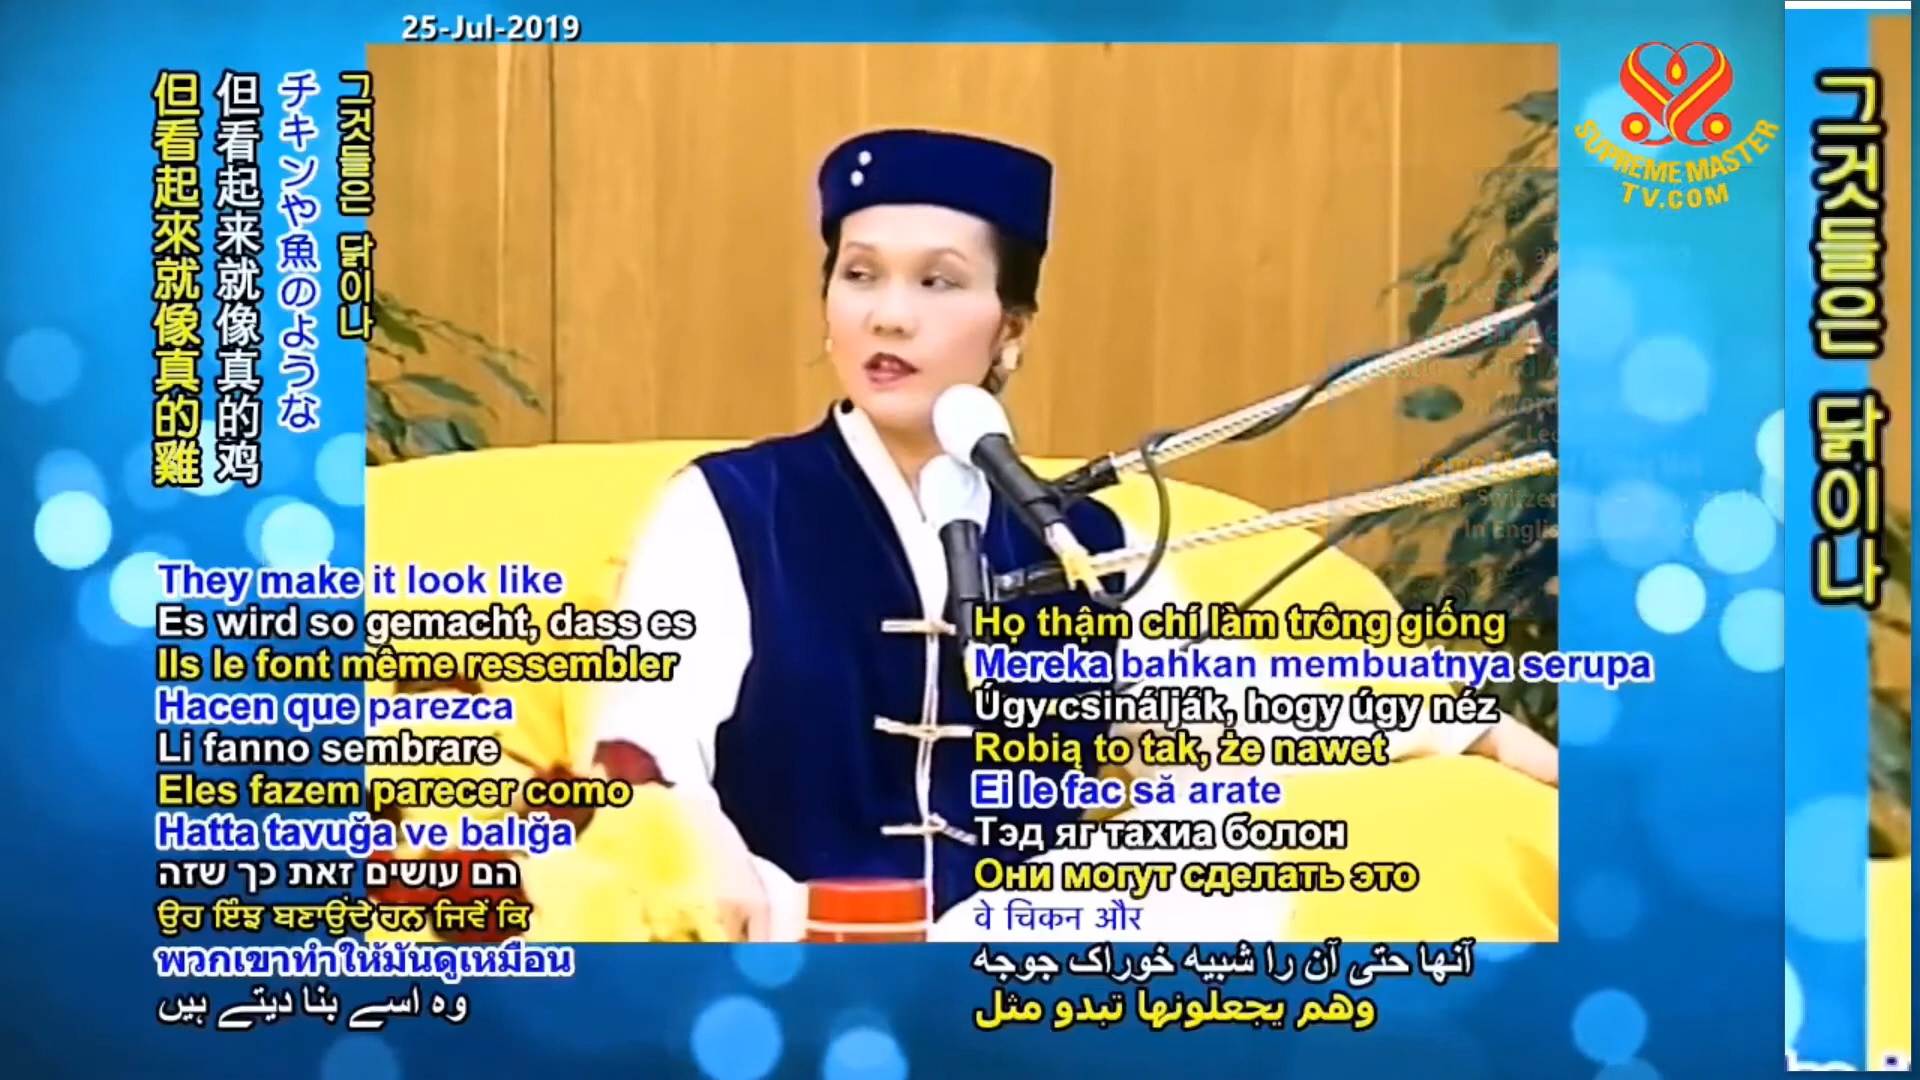 25-Jul-2019
但看起來就像真的雞
但看起来就像真的鸡
チキンや魚のような
그것들은 닭이나
SUPREME MASTER
TV.COM
They make it look like
Es wird so gemacht, dass es
Ils le font même ressembler
Hacen que parezca
Li fanno sembrare
Eles fazem parecer como
Hatta tavuğa ve balığa
הם עושים זאת כך שזה
ਉਹ ਇੰਝ ਬਣਾਉਂਦੇ ਹਨ ਜਿਵੇਂ ਕਿ
พวกเขาทำให้มันดูเหมือน
وہ اسے بنا دیتے ہیں
Họ thậm chí làm trông giống
Mereka bahkan membuatnya serupa
Úgy csinálják, hogy úgy néz
Robią to tak, że nawet
Ei le fac să arate
Тэд яг тахиа болон
Они могут сделать это
वे चिकन और
آنها حتی آن را شبیه خوراک جوجه
وهم يجعلونها تبدو مثل
그것들은 닭이나